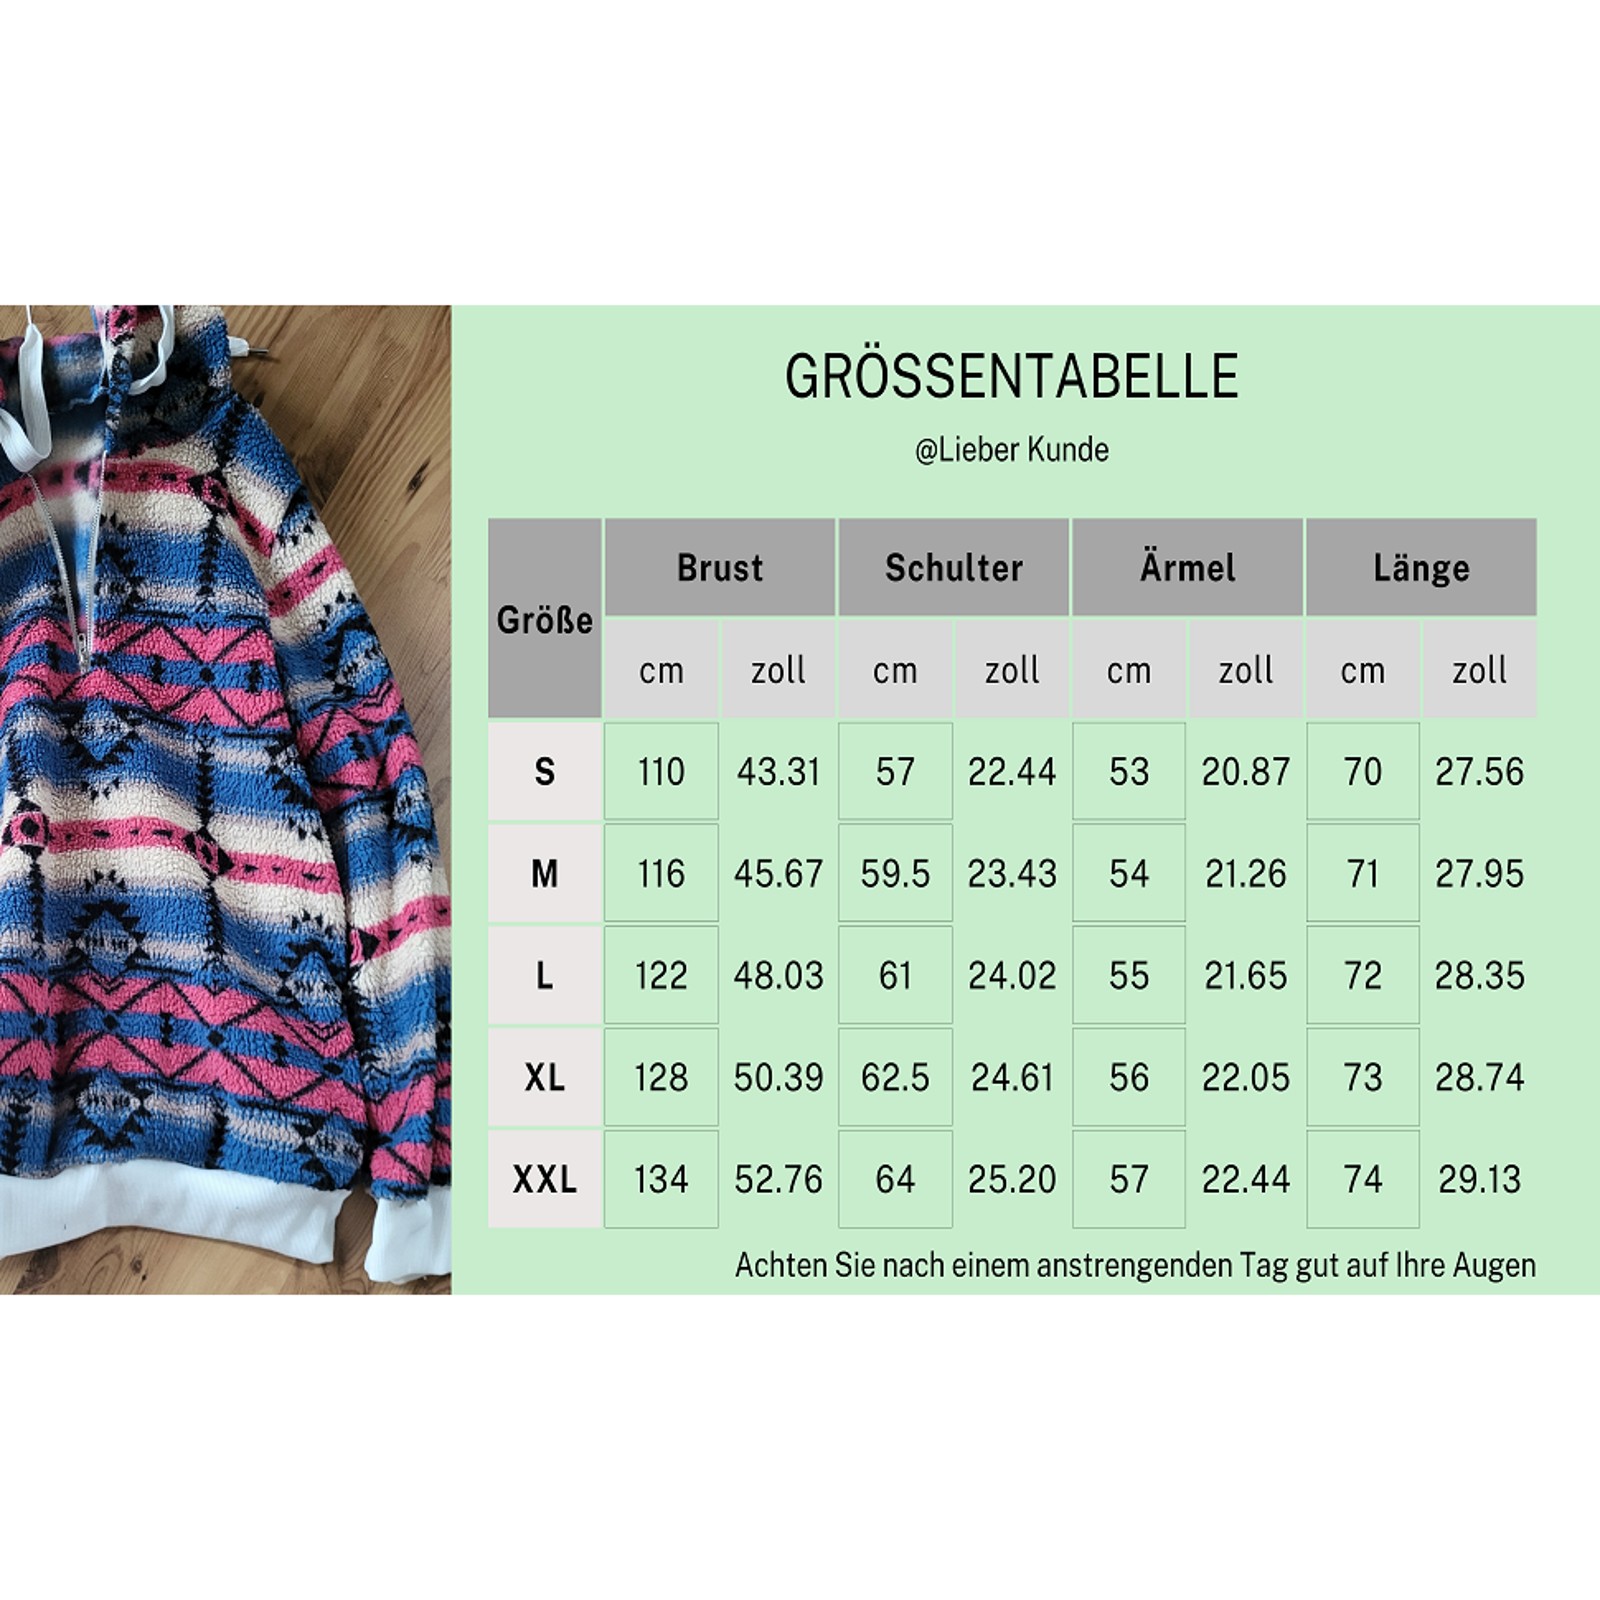 GRÖSSENTABELLE
@Lieber Kunde
Größe Brust Schulter Ärmel Länge
cm zoll cm zoll cm zoll cm zoll
S 110 43.31 57 22.44 53 20.87 70 27.56
M 116 45.67 59.5 23.43 54 21.26 71 27.95
L 122 48.03 61 24.02 55 21.65 72 28.35
XL 128 50.39 62.5 24.61 56 22.05 73 28.74
XXL 134 52.76 64 25.20 57 22.44 74 29.13
Achten Sie nach einem anstrengenden Tag gut auf Ihre Augen